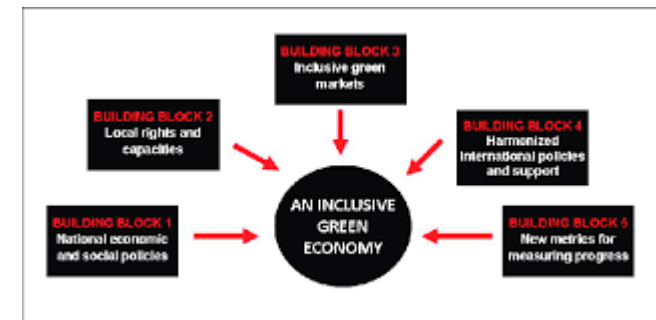 BUILDING BLOCK 3
Inclusive green
markets
BUILDING BLOCK 2
Local rights and
capacities
BUILDING BLOCK 4
Harmonized
international policies
and support
AN INCLUSIVE
GREEN
ECONOMY
BUILDING BLOCK 1
National economic
and social policies
BUILDING BLOCK 5
New metrics for
measuring progress